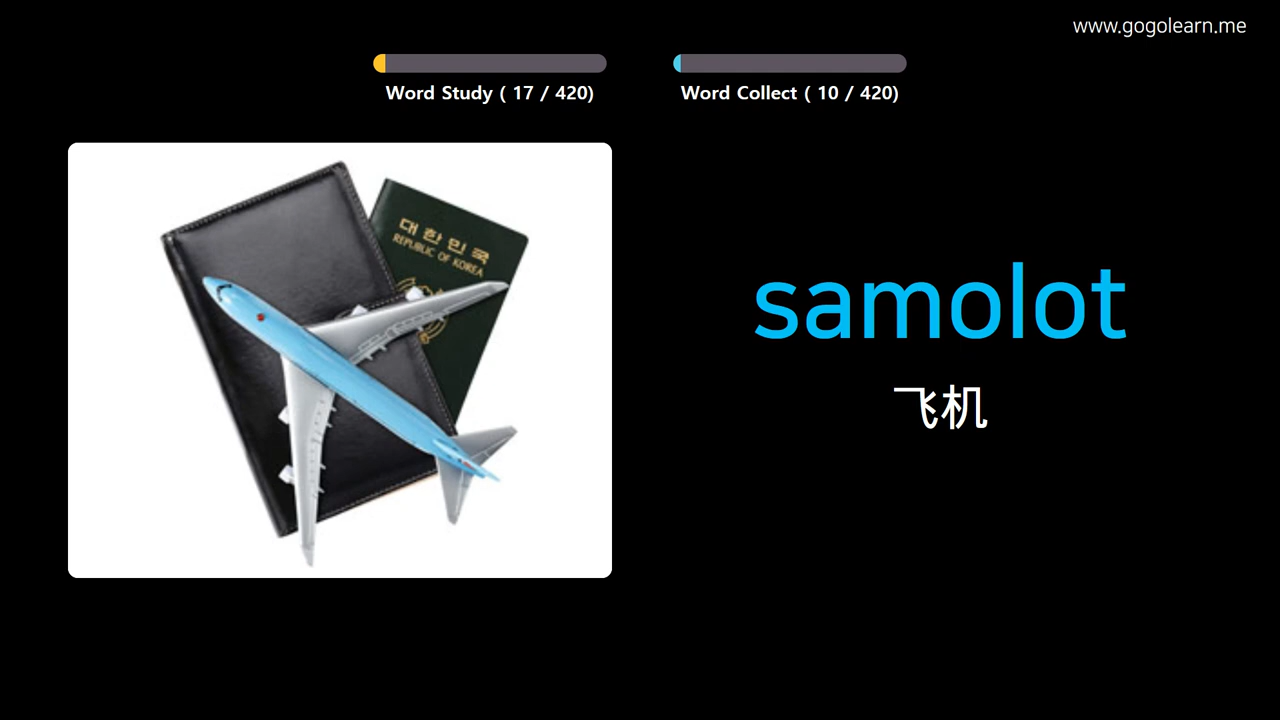 www.gogolearn.me
Word Study ( 17 / 420)
Word Collect ( 10 / 420)
대한민국
REPUBLIC OF KOREA
samolot
飞机